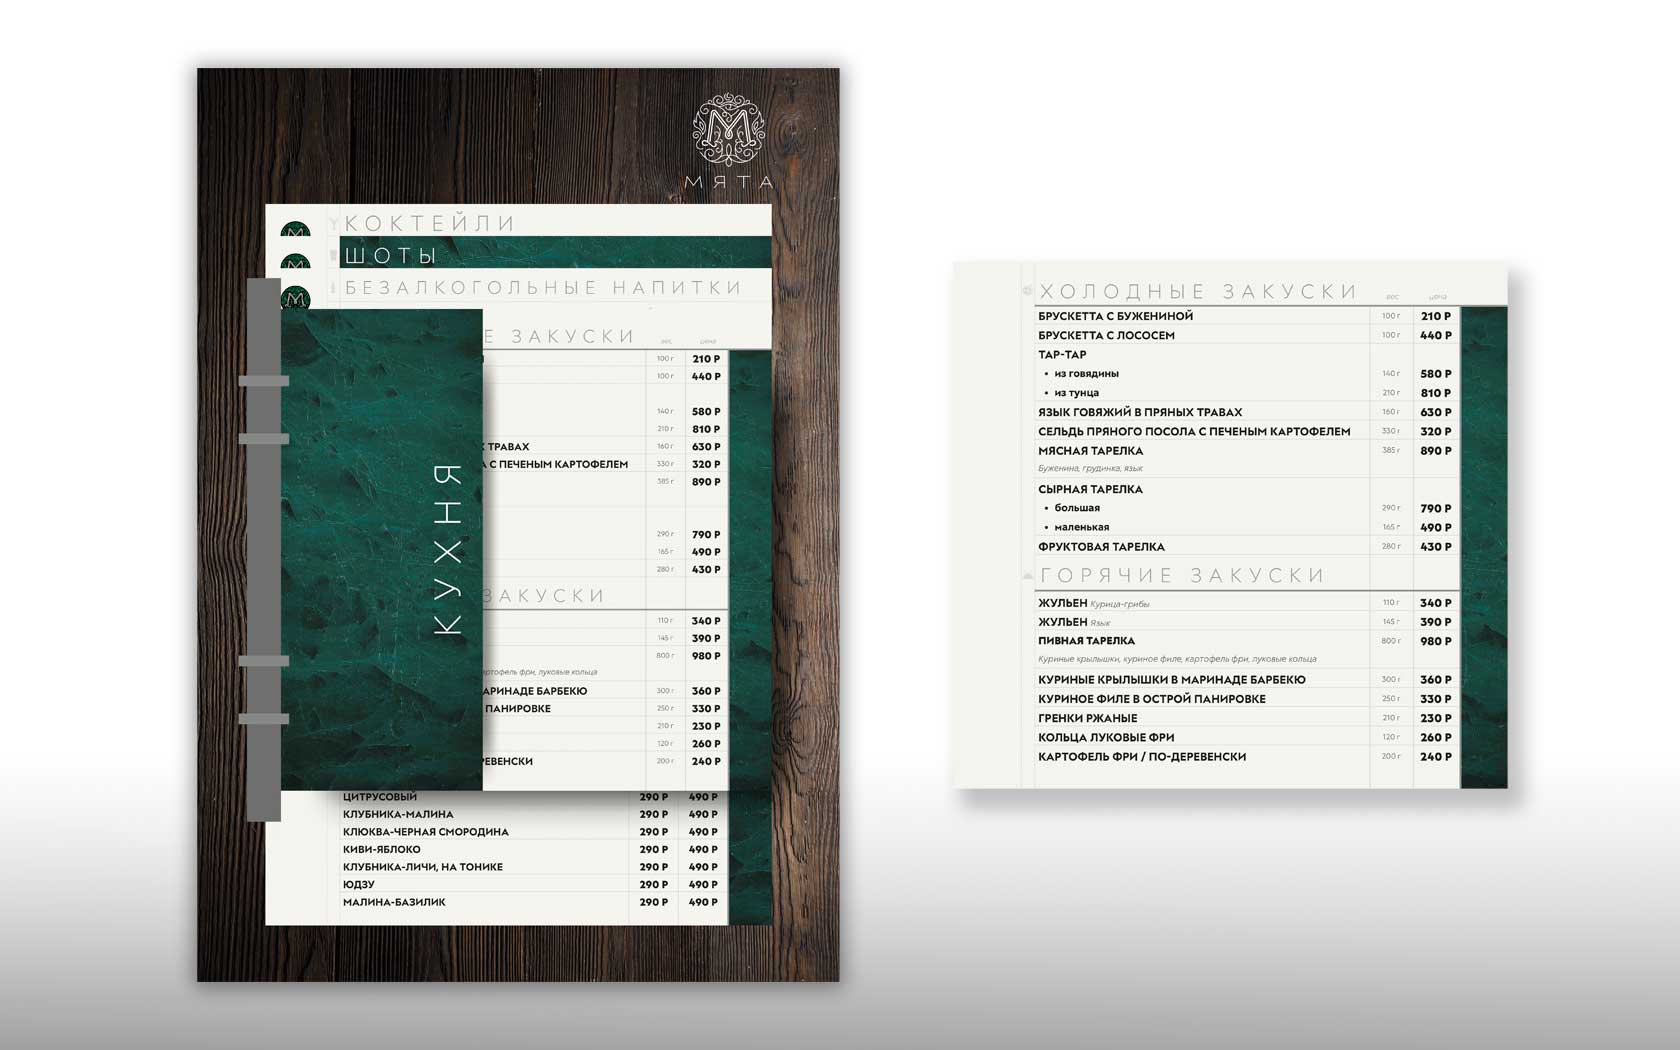 МЯТА
КОКТЕЙЛИ
ШОТЫ
БЕЗАЛКОГОЛЬНЫЕ НАПИТКИ
ЗАКУСКИ
вес цена
100 г 210 Р
100 г 440 Р
140 г 580 Р
210 г 810 Р
ТРАВАХ 160 г 630 Р
С ПЕЧЕНЫМ КАРТОФЕЛЕМ 330 г 320 Р
385 г 890 Р
290 г 790 Р
165 г 490 Р
280 г 430 Р
КУХНЯ
ЗАКУСКИ
110 г 340 Р
145 г 390 Р
800 г 980 Р
картофель фри, луковые кольца
МАРИНАДЕ БАРБЕКЮ 300 г 360 Р
ПАНИРОВКЕ 250 г 330 Р
210 г 230 Р
120 г 260 Р
РЕВЕНСКИ 200 г 240 Р
ЦИТРУСОВЫЙ 290 Р 490 Р
КЛУБНИКА-МАЛИНА 290 Р 490 Р
КЛЮКВА-ЧЕРНАЯ СМОРОДИНА 290 Р 490 Р
КИВИ-ЯБЛОКО 290 Р 490 Р
КЛУБНИКА-ЛИЧИ, НА ТОНИКЕ 290 Р 490 Р
ЮДЗУ 290 Р 490 Р
МАЛИНА-БАЗИЛИК 290 Р 490 Р
ХОЛОДНЫЕ ЗАКУСКИ вес цена
БРУСКЕТТА С БУЖЕНИНОЙ 100 г 210 Р
БРУСКЕТТА С ЛОСОСЕМ 100 г 440 Р
ТАР-ТАР
• из говядины 140 г 580 Р
• из тунца 210 г 810 Р
ЯЗЫК ГОВЯЖИЙ В ПРЯНЫХ ТРАВАХ 160 г 630 Р
СЕЛЬДЬ ПРЯНОГО ПОСОЛА С ПЕЧЕНЫМ КАРТОФЕЛЕМ 330 г 320 Р
МЯСНАЯ ТАРЕЛКА 385 г 890 Р
Буженина, грудинка, язык
СЫРНАЯ ТАРЕЛКА
• большая 290 г 790 Р
• маленькая 165 г 490 Р
ФРУКТОВАЯ ТАРЕЛКА 280 г 430 Р
ГОРЯЧИЕ ЗАКУСКИ
ЖУЛЬЕН Курица-грибы 110 г 340 Р
ЖУЛЬЕН Язык 145 г 390 Р
ПИВНАЯ ТАРЕЛКА 800 г 980 Р
Куриные крылышки, куриное филе, картофель фри, луковые кольца
КУРИНЫЕ КРЫЛЫШКИ В МАРИНАДЕ БАРБЕКЮ 300 г 360 Р
КУРИНОЕ ФИЛЕ В ОСТРОЙ ПАНИРОВКЕ 250 г 330 Р
ГРЕНКИ РЖАНЫЕ 210 г 230 Р
КОЛЬЦА ЛУКОВЫЕ ФРИ 120 г 260 Р
КАРТОФЕЛЬ ФРИ / ПО-ДЕРЕВЕНСКИ 200 г 240 Р